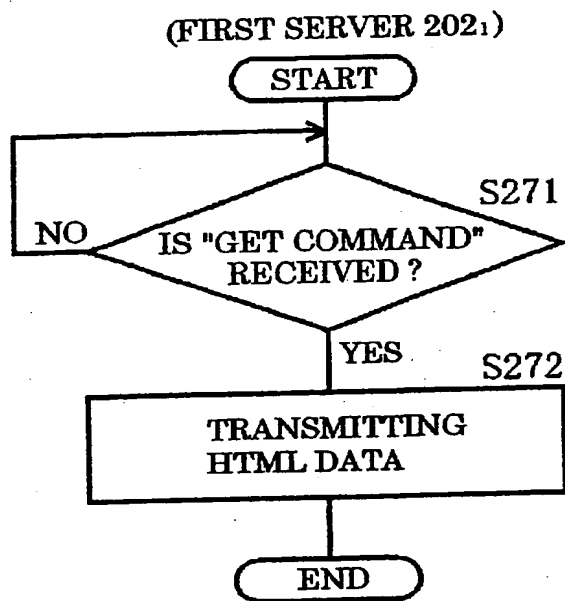 (FIRST SERVER 202₁)
START
S271
NO
IS "GET COMMAND"
RECEIVED ?
YES
S272
TRANSMITTING
HTML DATA
END